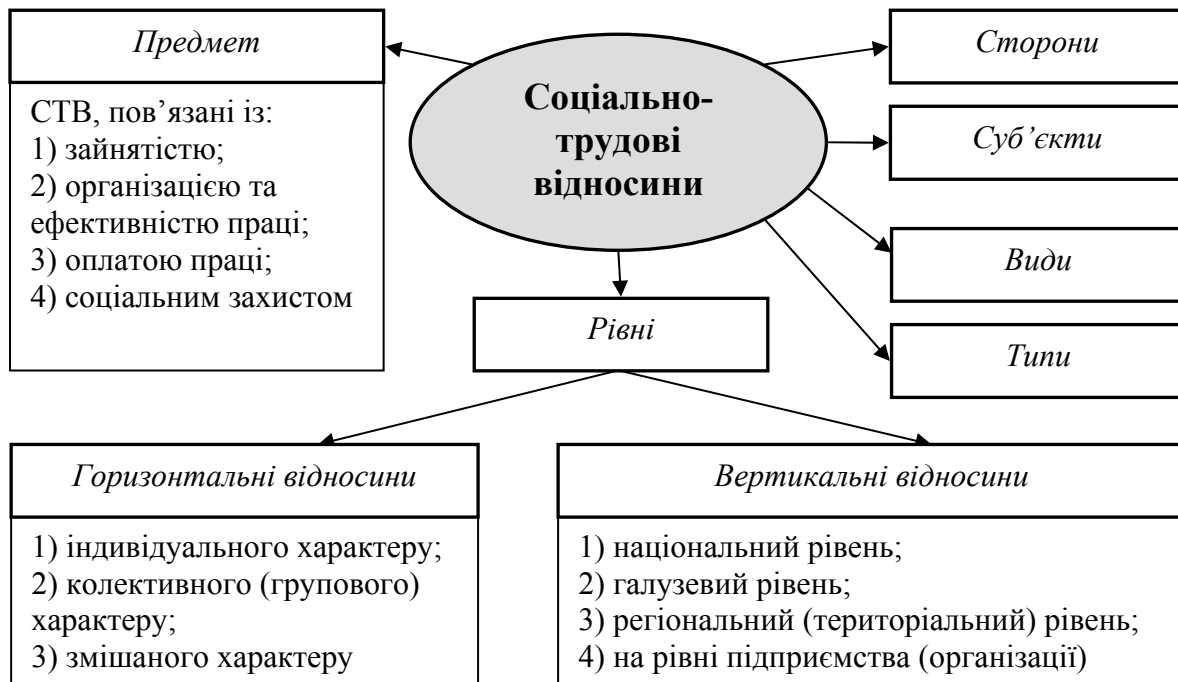 Предмет
СТВ, пов’язані із:
1) зайнятістю;
2) організацією та
ефективністю праці;
3) оплатою праці;
4) соціальним захистом
Соціально-
трудові
відносини
Сторони
Суб’єкти
Види
Типи
Рівні
Горизонтальні відносини
1) індивідуального характеру;
2) колективного (групового)
характеру;
3) змішаного характеру
Вертикальні відносини
1) національний рівень;
2) галузевий рівень;
3) регіональний (територіальний) рівень;
4) на рівні підприємства (організації)